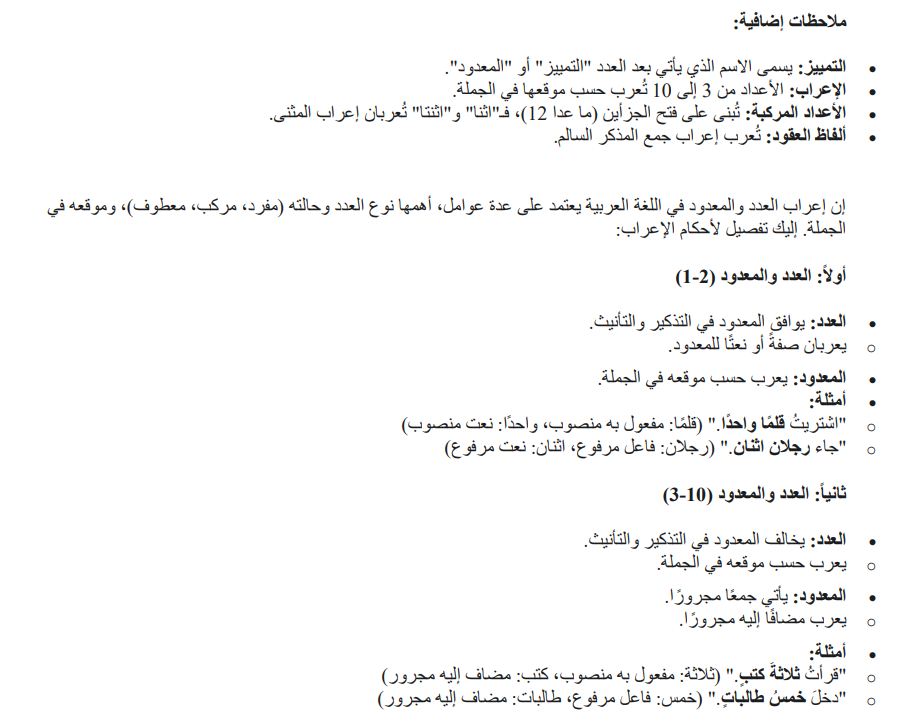 ملاحظات إضافية:
• التمييز: يسمى الاسم الذي يأتي بعد العدد "التمييز" أو "المعدود".
• الإعراب: الأعداد من 3 إلى 10 تُعرب حسب موقعها في الجملة.
• الأعداد المركبة: تُبنى على فتح الجزأين (ما عدا 12)، فـ"اثنا" و"اثنتا" تُعربان إعراب المثنى.
• ألفاظ العقود: تُعرب إعراب جمع المذكر السالم.
إن إعراب العدد والمعدود في اللغة العربية يعتمد على عدة عوامل، أهمها نوع العدد وحالته (مفرد، مركب، معطوف)، وموقعه في
الجملة. إليك تفصيل لأحكام الإعراب:
أولاً: العدد والمعدود (1-2)
• العدد: يوافق المعدود في التذكير والتأنيث.
○ يعربان صفةً أو نعتًا للمعدود.
• المعدود: يعرب حسب موقعه في الجملة.
• أمثلة:
○ "اشتريتُ قلمًا واحدًا." (قلمًا: مفعول به منصوب، واحدًا: نعت منصوب)
○ "جاء رجلان اثنان." (رجلان: فاعل مرفوع، اثنان: نعت مرفوع)
ثانياً: العدد والمعدود (3-10)
• العدد: يخالف المعدود في التذكير والتأنيث.
○ يعرب حسب موقعه في الجملة.
• المعدود: يأتي جمعًا مجرورًا.
○ يعرب مضافًا إليه مجرورًا.
• أمثلة:
○ "قرأتُ ثلاثةَ كتبٍ." (ثلاثة: مفعول به منصوب، كتب: مضاف إليه مجرور)
○ "دخلَ خمسُ طالباتٍ." (خمس: فاعل مرفوع، طالبات: مضاف إليه مجرور)